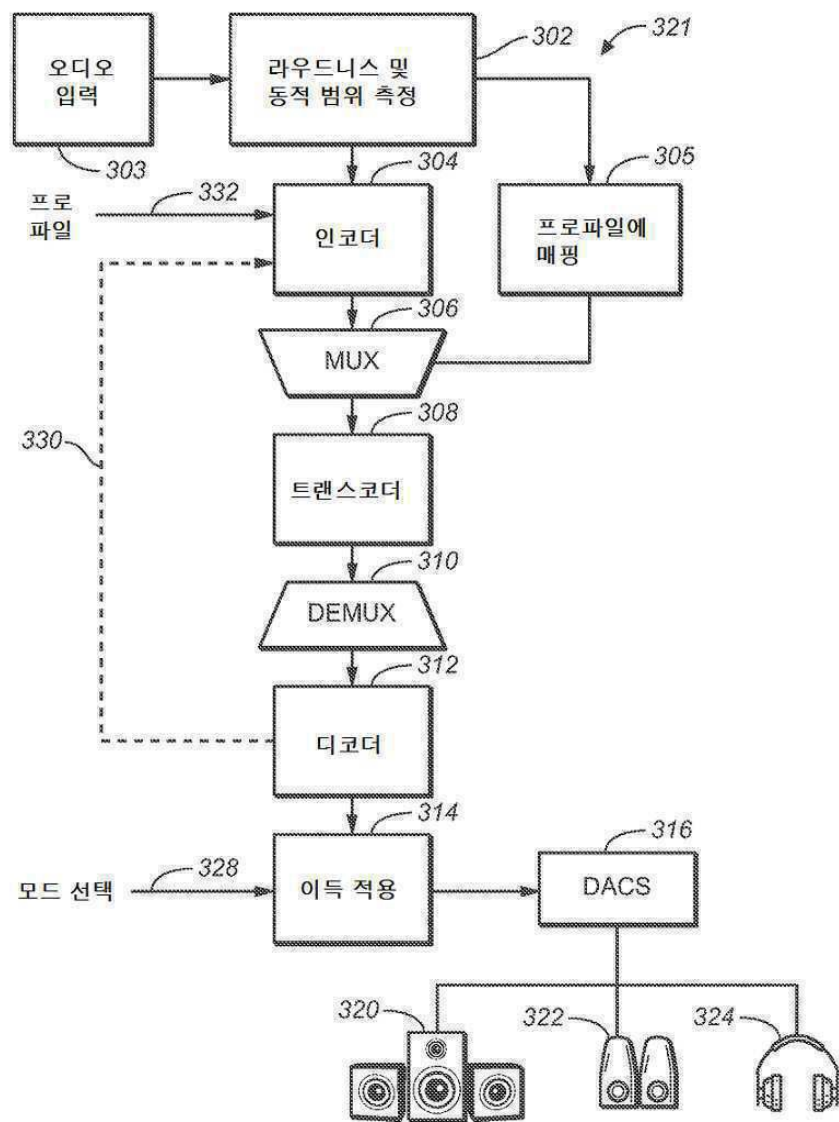 302
321
오디오
입력
라우드니스 및
동적 범위 측정
303
304
305
프로
파일
332
인코더
프로파일에
매핑
306
MUX
308
330
트랜스코더
310
DEMUX
312
디코더
314
316
모드 선택
328
이득 적용
DACS
320
322
324